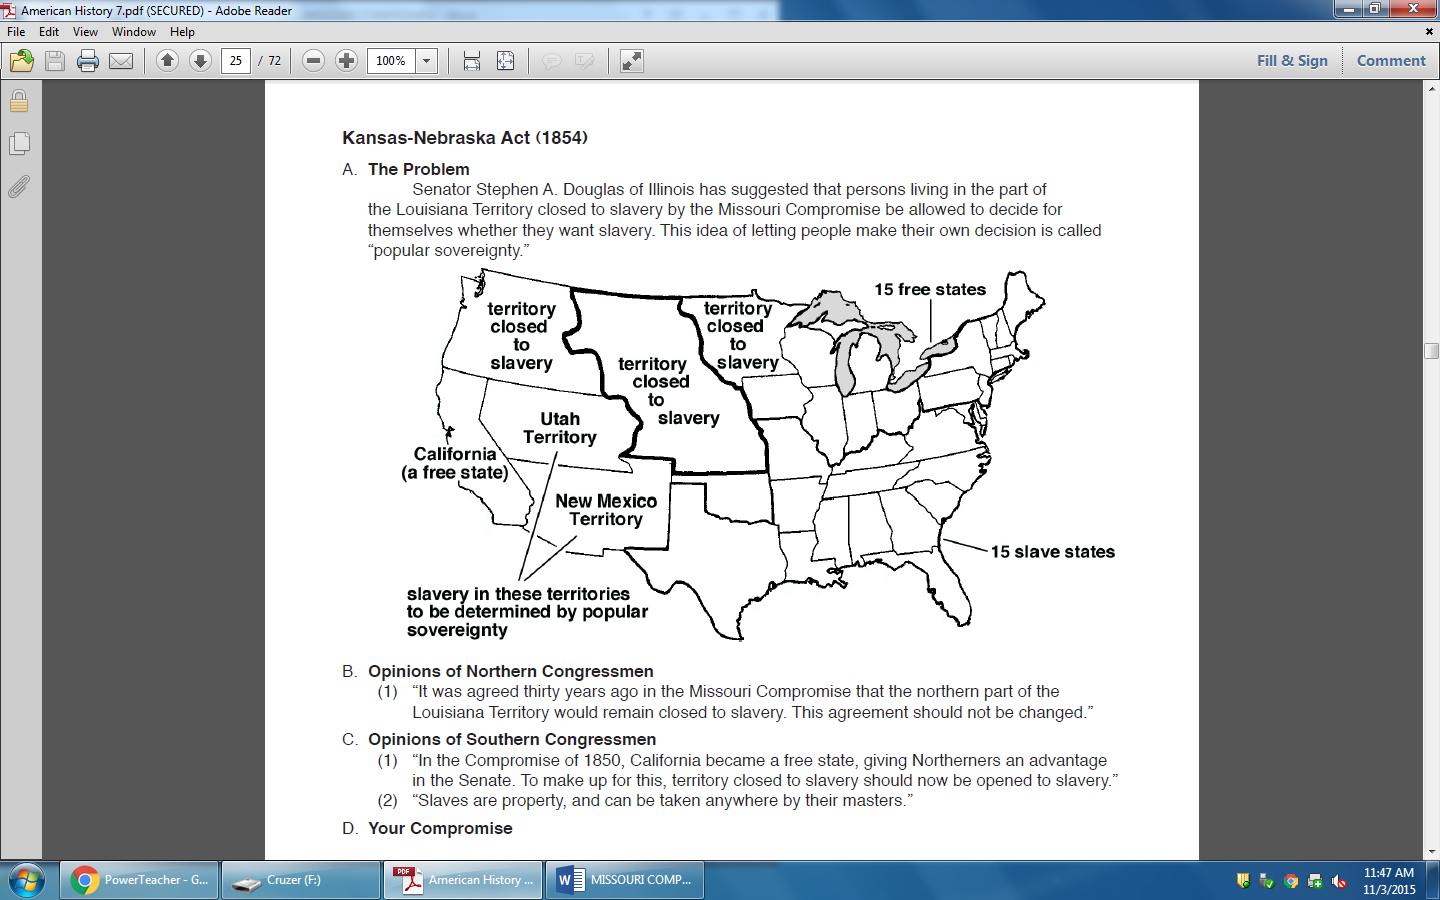 American History 7.pdf (SECURED) - Adobe Reader
File Edit View Window Help
25 / 72 100% Fill & Sign Comment
Kansas-Nebraska Act (1854)
A. The Problem
Senator Stephen A. Douglas of Illinois has suggested that persons living in the part of
the Louisiana Territory closed to slavery by the Missouri Compromise be allowed to decide for
themselves whether they want slavery. This idea of letting people make their own decision is called
“popular sovereignty.”
15 free states
territory
closed
to
slavery
territory
closed
to
slavery
territory
closed
to
slavery
Utah
Territory
California
(a free state)
New Mexico
Territory
15 slave states
slavery in these territories
to be determined by popular
sovereignty
B. Opinions of Northern Congressmen
(1) “It was agreed thirty years ago in the Missouri Compromise that the northern part of the
Louisiana Territory would remain closed to slavery. This agreement should not be changed.”
C. Opinions of Southern Congressmen
(1) “In the Compromise of 1850, California became a free state, giving Northerners an advantage
in the Senate. To make up for this, territory closed to slavery should now be opened to slavery.”
(2) “Slaves are property, and can be taken anywhere by their masters.”
D. Your Compromise
PowerTeacher - G...
Cruzer (F:)
PDF
American History ...
MISSOURI COMP...
11:47 AM
11/3/2015